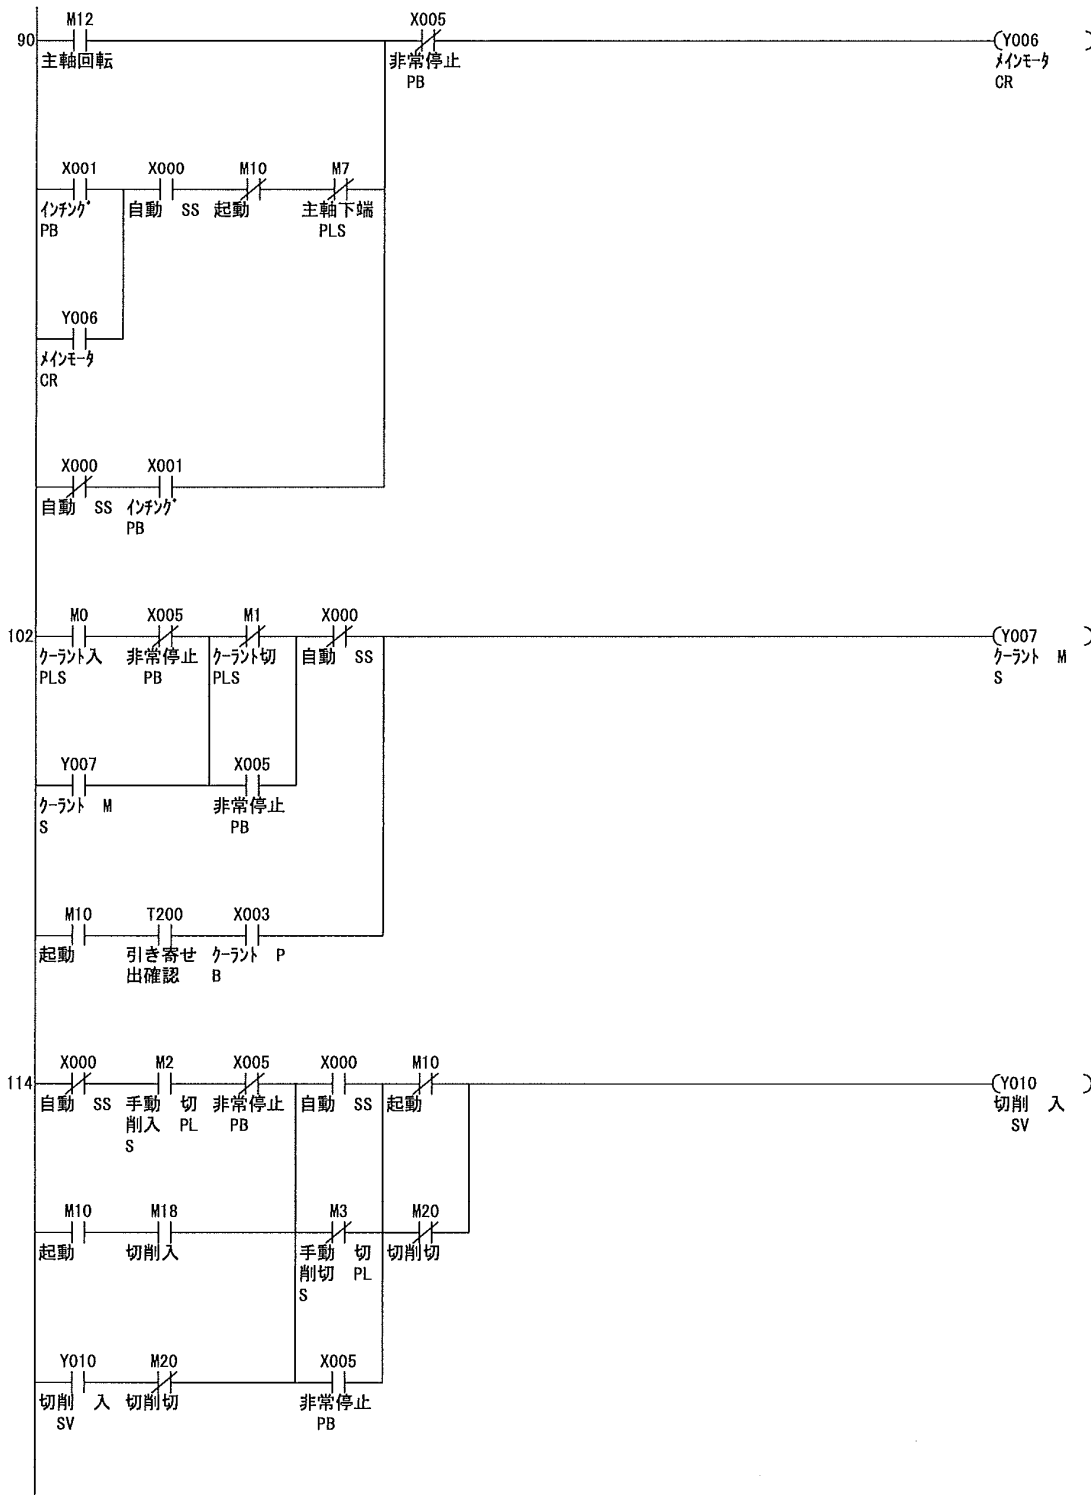 M12 X005
90 (Y006 )
主軸回転 非常停止 メインモータ
PB CR
X001 X000 M10 M7
インチング 自動 SS 起動 主軸下端
PB PLS
Y006
メインモータ
CR
X000 X001
自動 SS インチング
PB
M0 X005 M1 X000
102 (Y007 )
クーラント入 非常停止 クーラント切 自動 SS クーラント M
PLS PB PLS S
Y007 X005
クーラント M 非常停止
S PB
M10 T200 X003
起動 引き寄せ クーラント P
出確認 B
X000 M2 X005 X000 M10
114 (Y010 )
自動 SS 手動 切 非常停止 自動 SS 起動 切削 入
削入 PL PB SV
S
M10 M18 M3 M20
起動 切削入 手動 切 切削切
削切 PL
S
Y010 M20 X005
切削 入 切削切 非常停止
SV PB